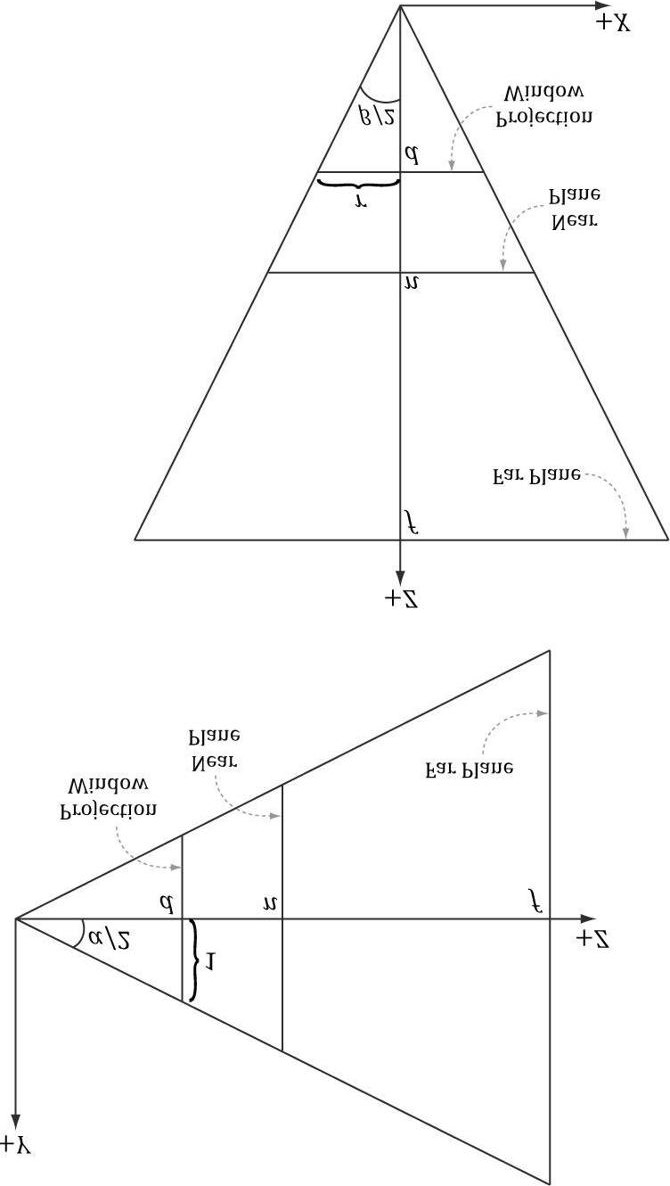 +Y
α/2
1
+Z
d
n
f
Projection
Window
Near
Plane
Far Plane
+Z
f
Far Plane
n
Near
Plane
r
d
Projection
Window
β/2
+X